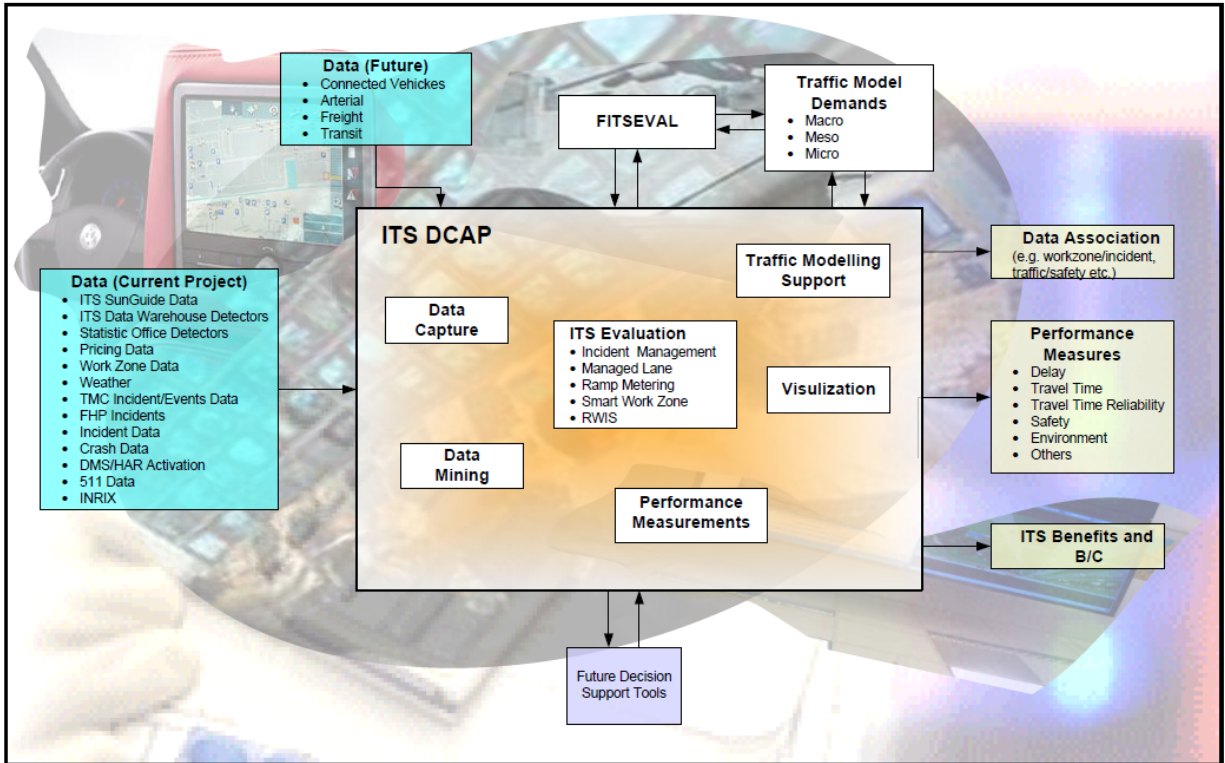 Data (Future)
• Connected Vehickes
• Arterial
• Freight
• Transit
FITSEVAL
Traffic Model
Demands
• Macro
• Meso
• Micro
ITS DCAP
Data (Current Project)
• ITS SunGuide Data
• ITS Data Warehouse Detectors
• Statistic Office Detectors
• Pricing Data
• Work Zone Data
• Weather
• TMC Incident/Events Data
• FHP Incidents
• Incident Data
• Crash Data
• DMS/HAR Activation
• 511 Data
• INRIX
Data
Capture
Data
Mining
ITS Evaluation
• Incident Management
• Managed Lane
• Ramp Metering
• Smart Work Zone
• RWIS
Traffic Modelling
Support
Visulization
Performance
Measurements
Data Association
(e.g. workzone/incident,
traffic/safety etc.)
Performance
Measures
• Delay
• Travel Time
• Travel Time Reliability
• Safety
• Environment
• Others
ITS Benefits and
B/C
Future Decision
Support Tools